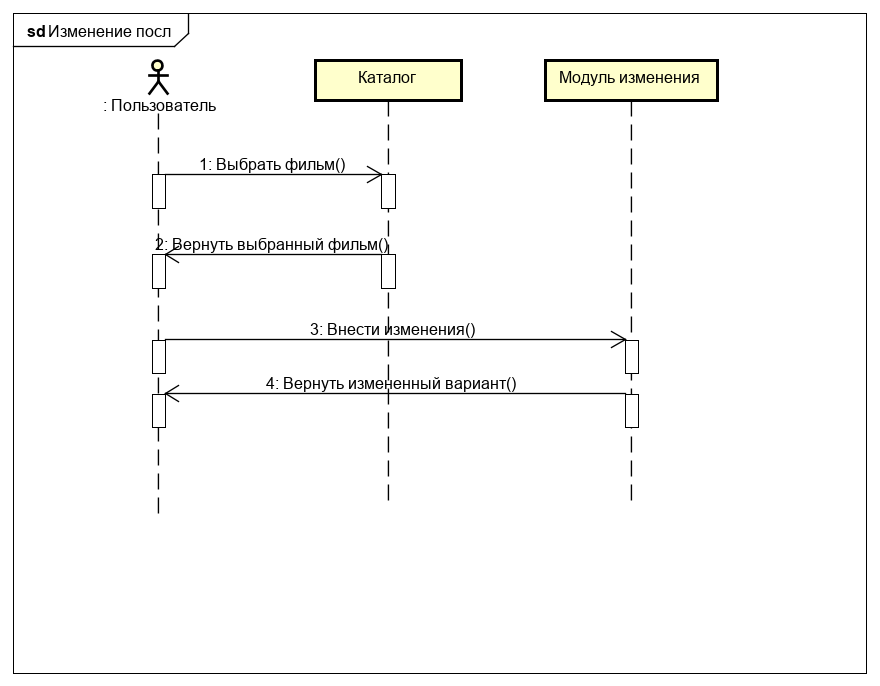 sd Изменение посл
Каталог
Модуль изменения
: Пользователь
1: Выбрать фильм()
2: Вернуть выбранный фильм()
3: Внести изменения()
4: Вернуть измененный вариант()